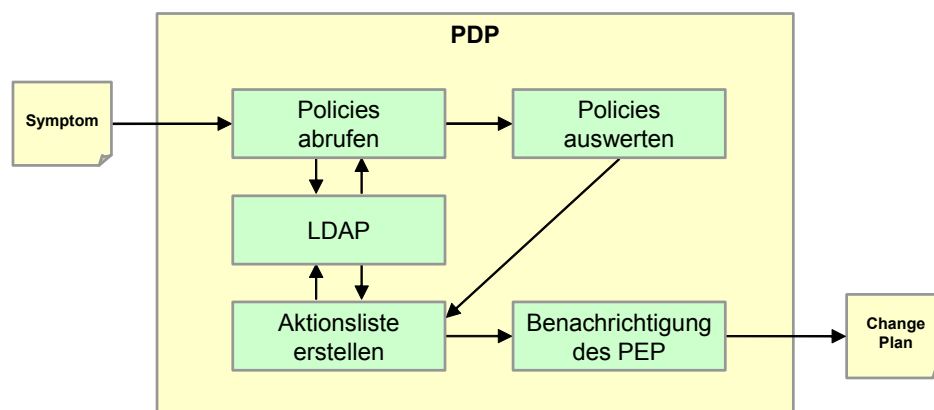 PDP
Symptom
Policies
abrufen
Policies
auswerten
LDAP
Aktionsliste
erstellen
Benachrichtigung
des PEP
Change
Plan